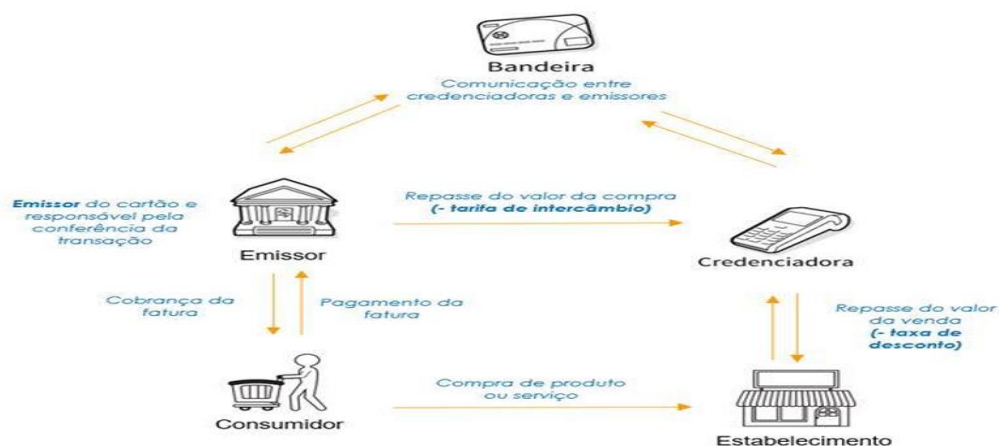 Bandeira
Comunicação entre
credenciadoras e emissores
Emissor do cartão e
responsável pela
conferência da
transação
Emissor
Repasse do valor da compra
(- tarifa de intercâmbio)
Credenciadora
Cobrança da
fatura
Pagamento da
fatura
Repasse do valor
da venda
(- taxa de
desconto)
Consumidor
Compra de produto
ou serviço
Estabelecimento